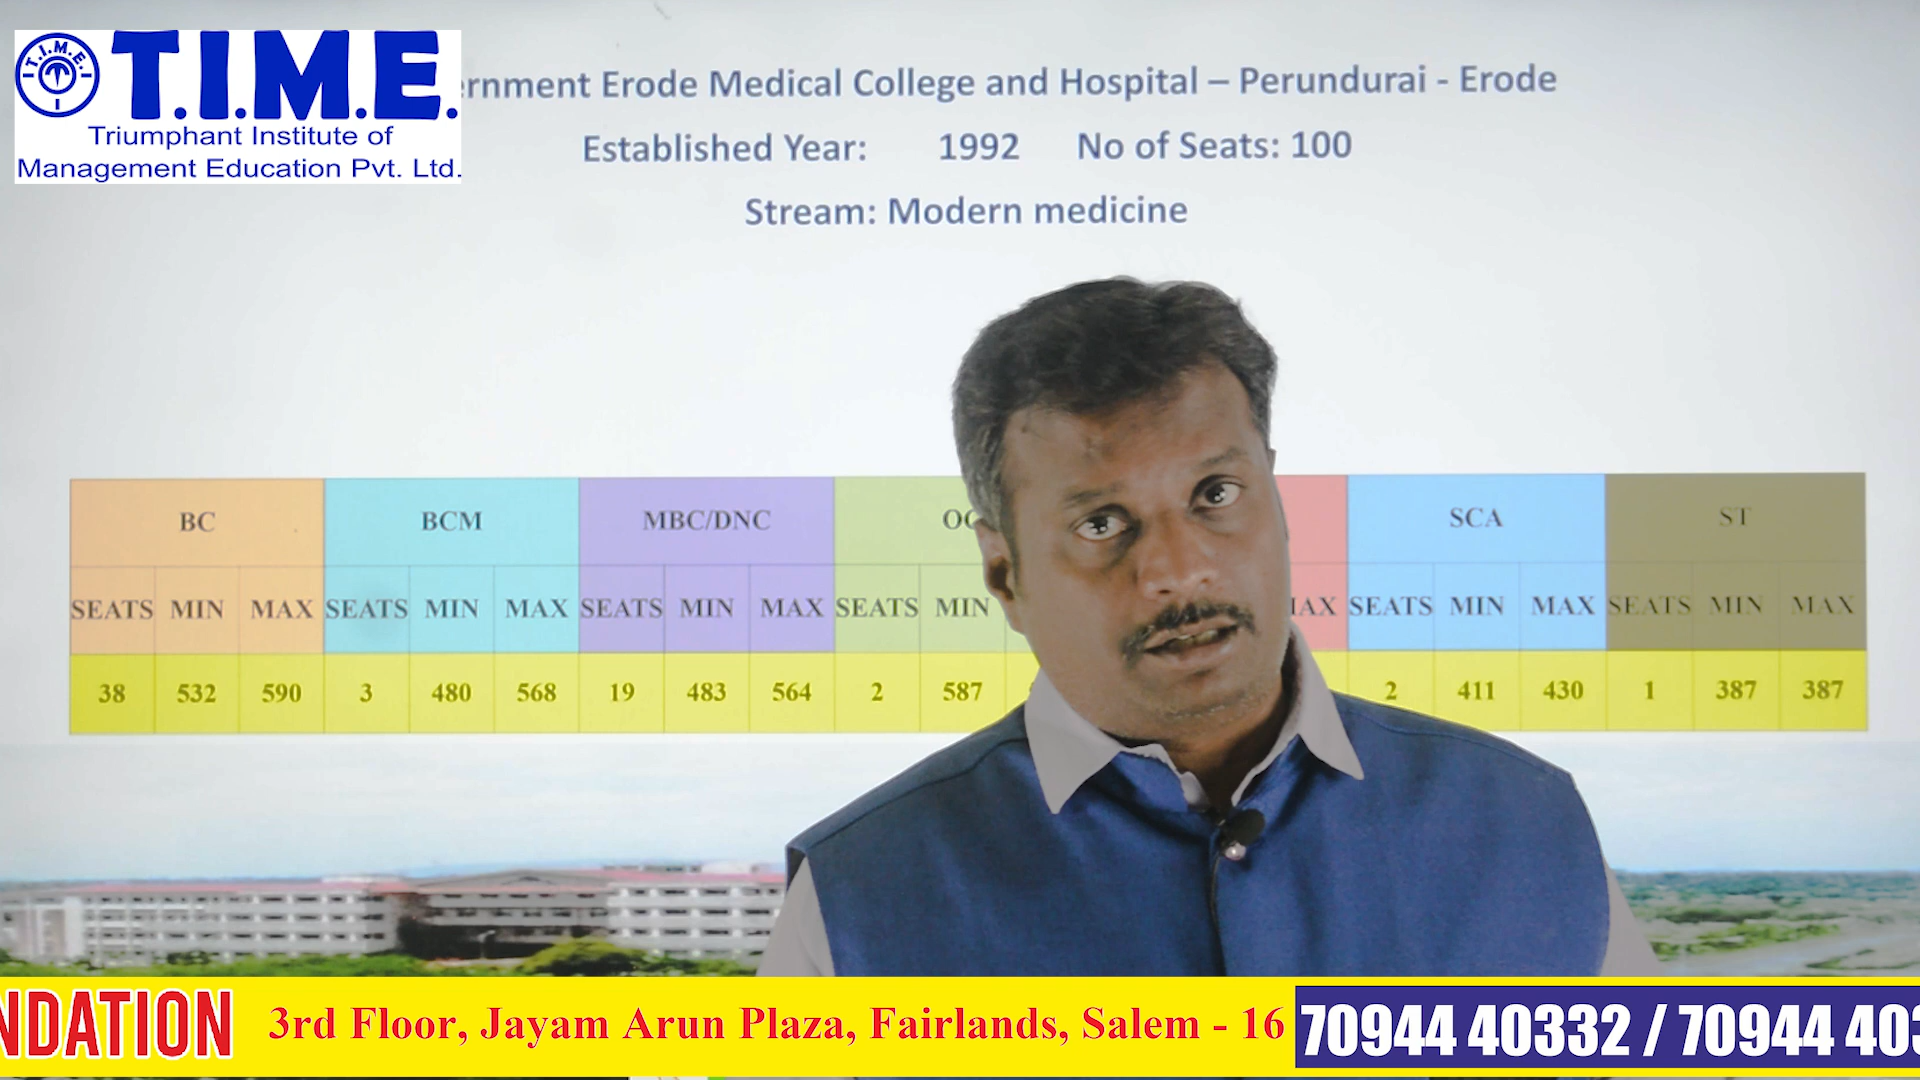 T.I.M.E.
T.I.M.E.
Triumphant Institute of
Management Education Pvt. Ltd.
Erode Medical College and Hospital – Perundurai - Erode
Established Year: 1992 No of Seats: 100
Stream: Modern medicine
BC BCM MBC/DNC SCA ST
SEATS MIN MAX SEATS MIN MAX SEATS MIN MAX SEATS MIN SEATS MIN MAX SEATS MIN MAX
38 532 590 3 480 568 19 483 564 2 587 2 411 430 1 387 387
3rd Floor, Jayam Arun Plaza, Fairlands, Salem - 16 70944 40332 / 70944